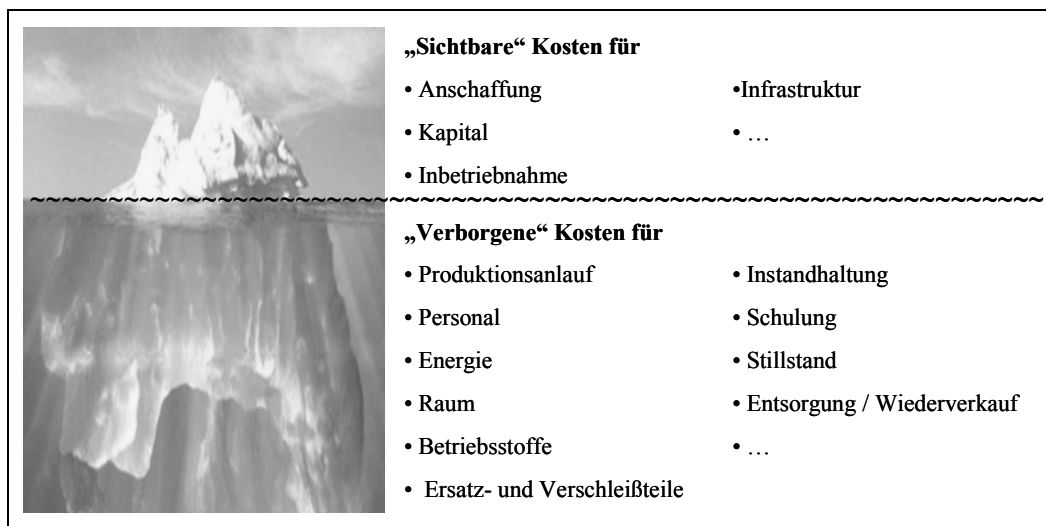 „Sichtbare“ Kosten für
• Anschaffung
•Infrastruktur
• Kapital
• …
• Inbetriebnahme
„Verborgene“ Kosten für
• Produktionsanlauf
• Instandhaltung
• Personal
• Schulung
• Energie
• Stillstand
• Raum
• Entsorgung / Wiederverkauf
• Betriebsstoffe
• …
• Ersatz- und Verschleißteile